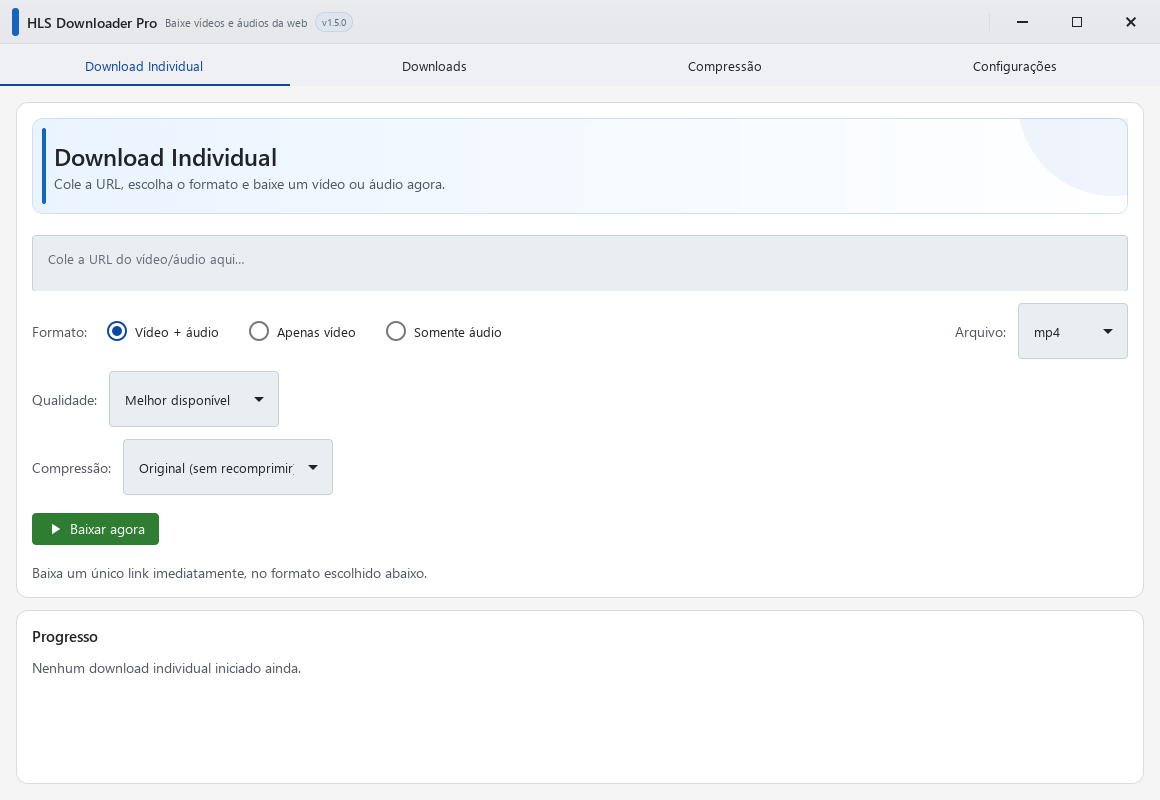 HLS Downloader Pro Baixe vídeos e áudios da web v1.5.0
Download Individual Downloads Compressão Configurações
Download Individual
Cole a URL, escolha o formato e baixe um vídeo ou áudio agora.
Cole a URL do vídeo/áudio aqui...
Formato: Vídeo + áudio Apenas vídeo Somente áudio Arquivo: mp4
Qualidade: Melhor disponível
Compressão: Original (sem recomprimir)
Baixar agora
Baixa um único link imediatamente, no formato escolhido abaixo.
Progresso
Nenhum download individual iniciado ainda.